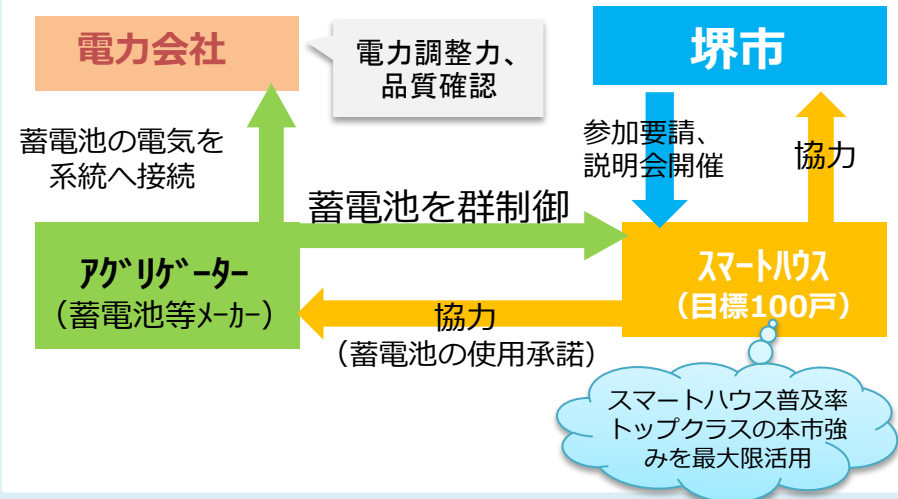 電力会社
電力調整力、
品質確認
堺市
蓄電池の電気を
系統へ接続
参加要請、
説明会開催
協力
蓄電池を群制御
ｱｸﾞﾘｹﾞｰﾀｰ
（蓄電池等ﾒｰｶｰ）
ｽﾏｰﾄﾊｳｽ
（目標100戸）
協力
（蓄電池の使用承諾）
スマートハウス普及率
トップクラスの本市強
みを最大限活用